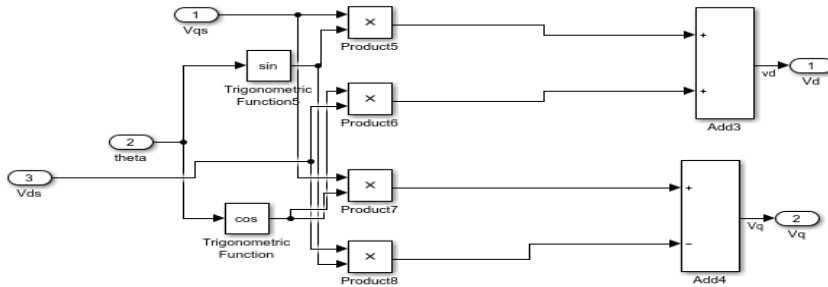 1
Vqs
×
Product5
sin
Trigonometric
Function5
×
Product6
2
theta
3
Vds
×
Product7
cos
Trigonometric
Function
×
Product8
+
+
Add3
vd
1
Vd
+
−
Add4
Vq
2
Vq